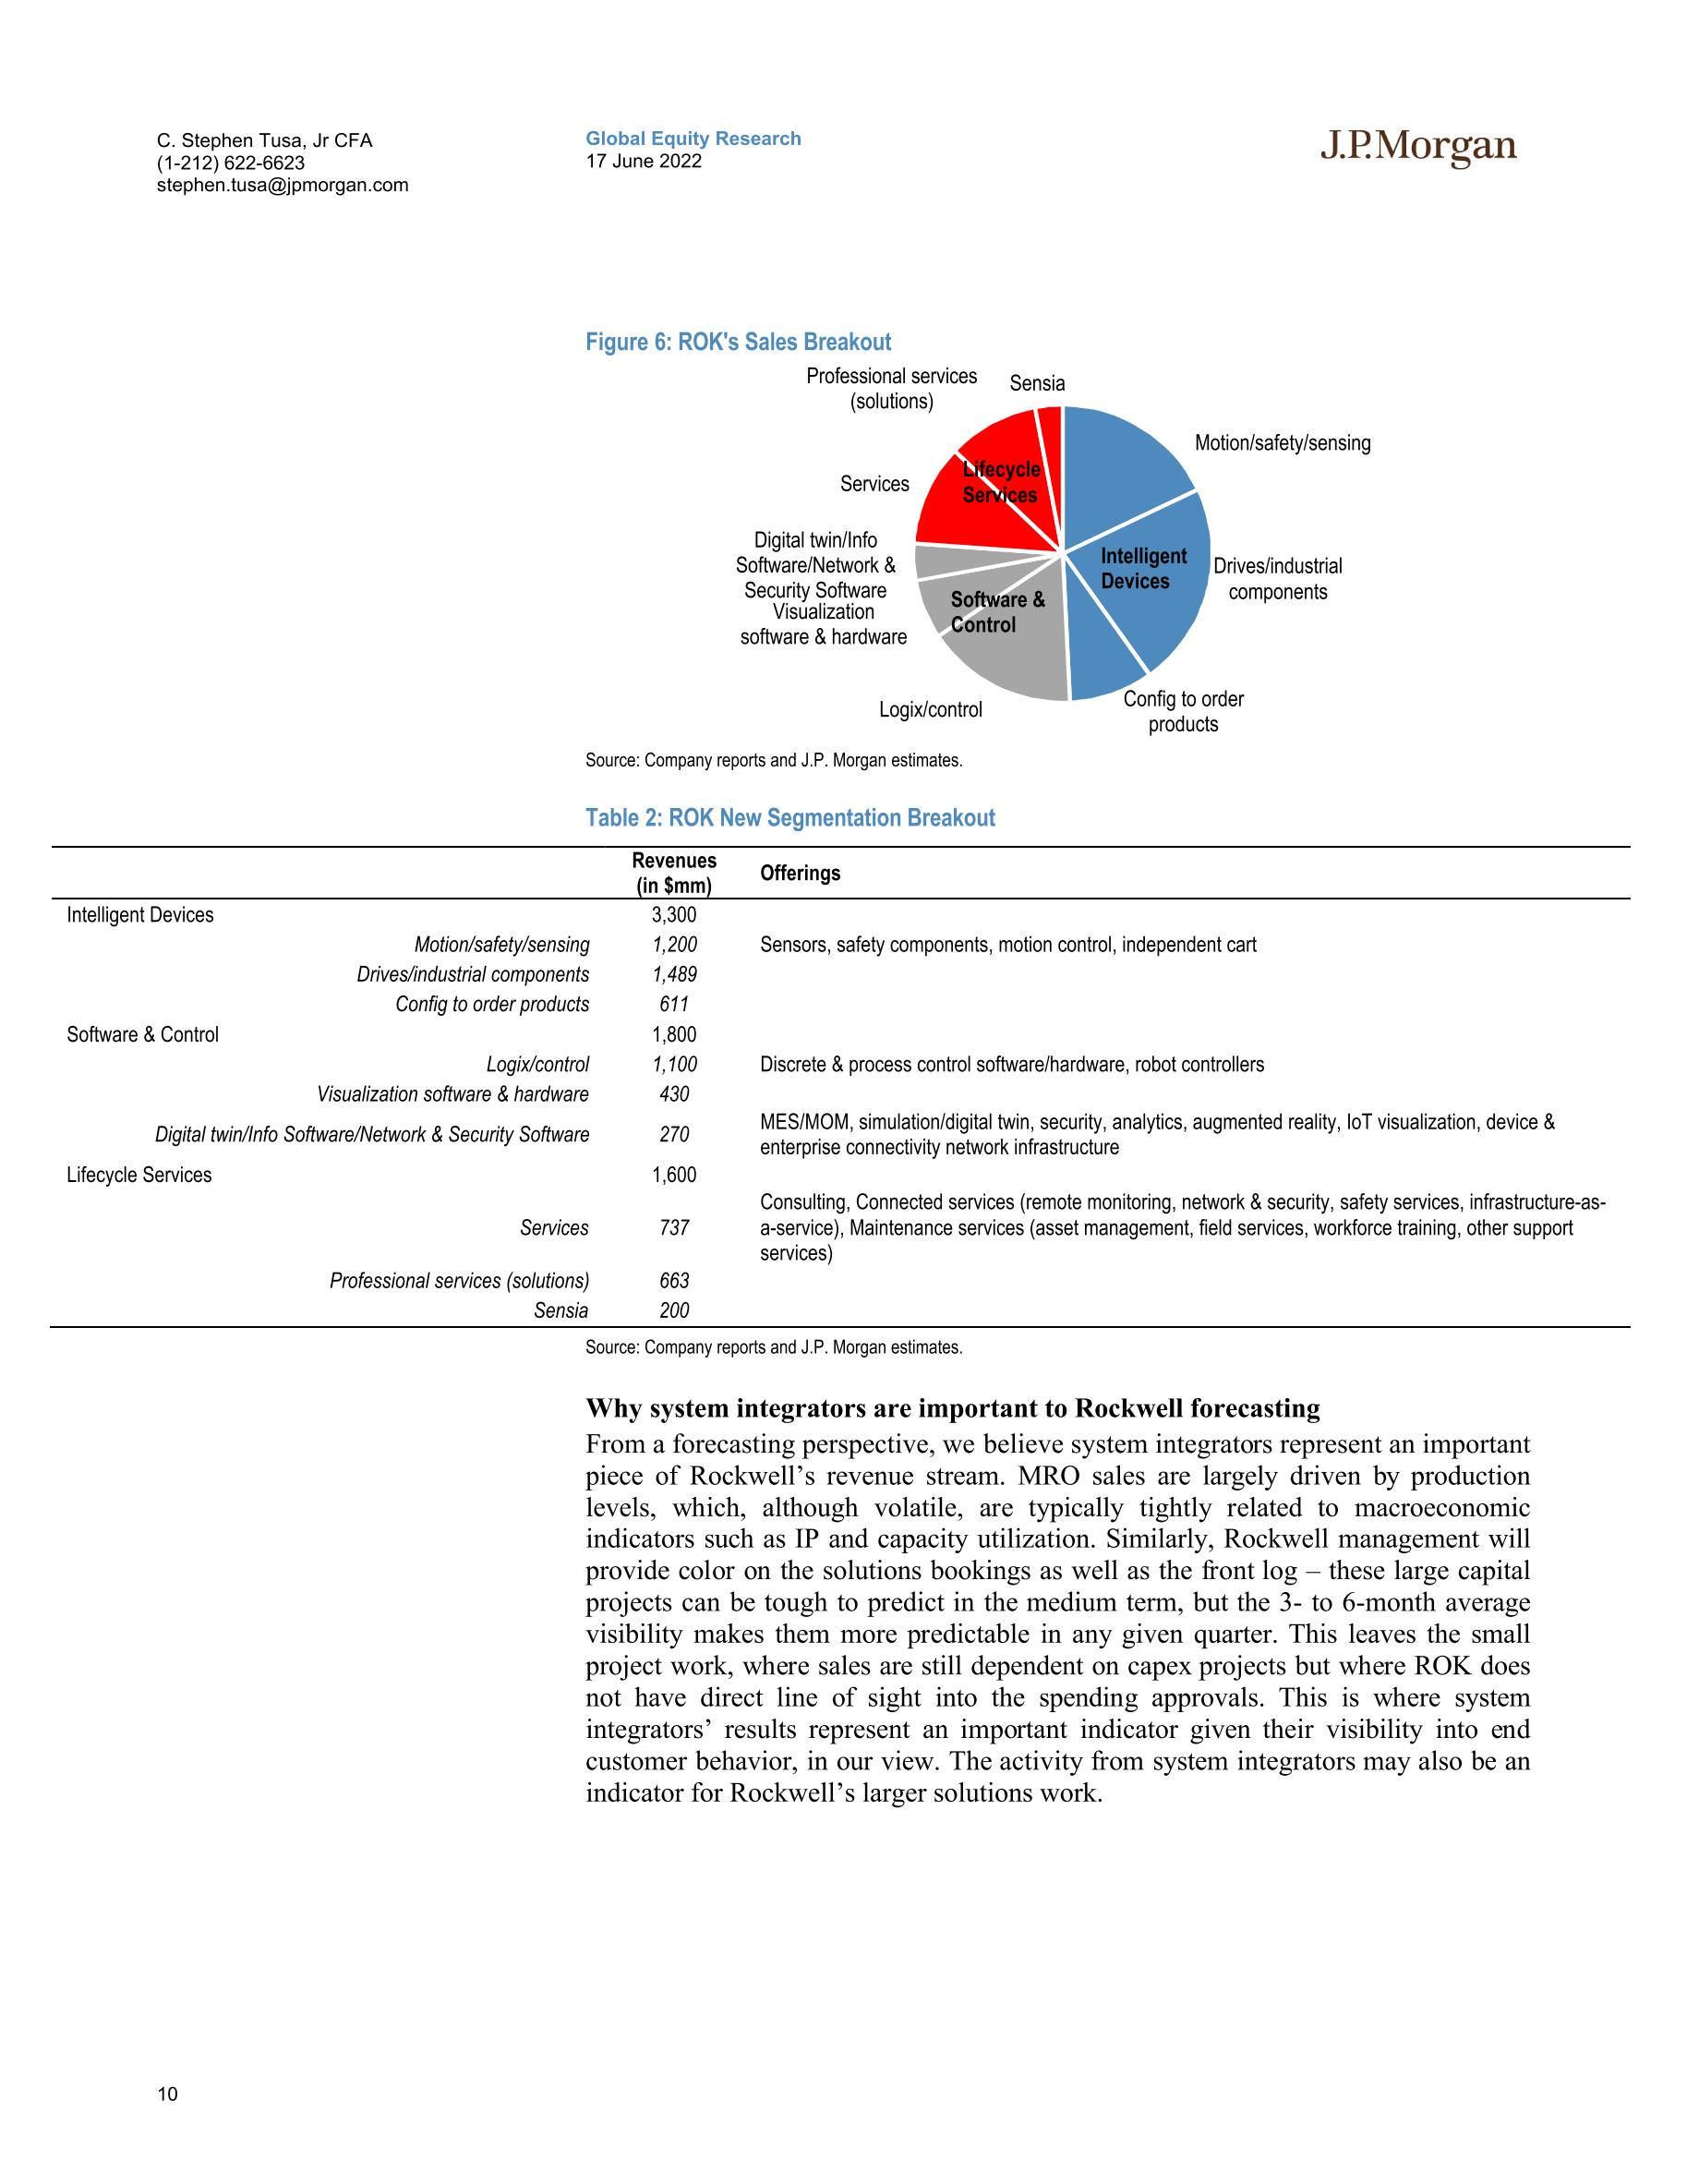 C. Stephen Tusa, Jr CFA
(1-212) 622-6623
stephen.tusa@jpmorgan.com
Global Equity Research
17 June 2022
J.P.Morgan
Figure 6: ROK's Sales Breakout
Professional services
(solutions)
Sensia
Motion/safety/sensing
Lifecycle
Services
Services
Digital twin/Info
Software/Network &
Security Software
Visualization
software & hardware
Intelligent
Devices
Drives/industrial
components
Software &
Control
Logix/control
Config to order
products
Source: Company reports and J.P. Morgan estimates.
Table 2: ROK New Segmentation Breakout
Revenues
(in $mm)
Offerings
Intelligent Devices 3,300
Motion/safety/sensing 1,200 Sensors, safety components, motion control, independent cart
Drives/industrial components 1,489
Config to order products 611
Software & Control 1,800
Logix/control 1,100 Discrete & process control software/hardware, robot controllers
Visualization software & hardware 430
Digital twin/Info Software/Network & Security Software 270 MES/MOM, simulation/digital twin, security, analytics, augmented reality, IoT visualization, device &
enterprise connectivity network infrastructure
Lifecycle Services 1,600
Services 737 Consulting, Connected services (remote monitoring, network & security, safety services, infrastructure-as-
a-service), Maintenance services (asset management, field services, workforce training, other support
services)
Professional services (solutions) 663
Sensia 200
Source: Company reports and J.P. Morgan estimates.
Why system integrators are important to Rockwell forecasting
From a forecasting perspective, we believe system integrators represent an important
piece of Rockwell’s revenue stream. MRO sales are largely driven by production
levels, which, although volatile, are typically tightly related to macroeconomic
indicators such as IP and capacity utilization. Similarly, Rockwell management will
provide color on the solutions bookings as well as the front log – these large capital
projects can be tough to predict in the medium term, but the 3- to 6-month average
visibility makes them more predictable in any given quarter. This leaves the small
project work, where sales are still dependent on capex projects but where ROK does
not have direct line of sight into the spending approvals. This is where system
integrators’ results represent an important indicator given their visibility into end
customer behavior, in our view. The activity from system integrators may also be an
indicator for Rockwell’s larger solutions work.
10